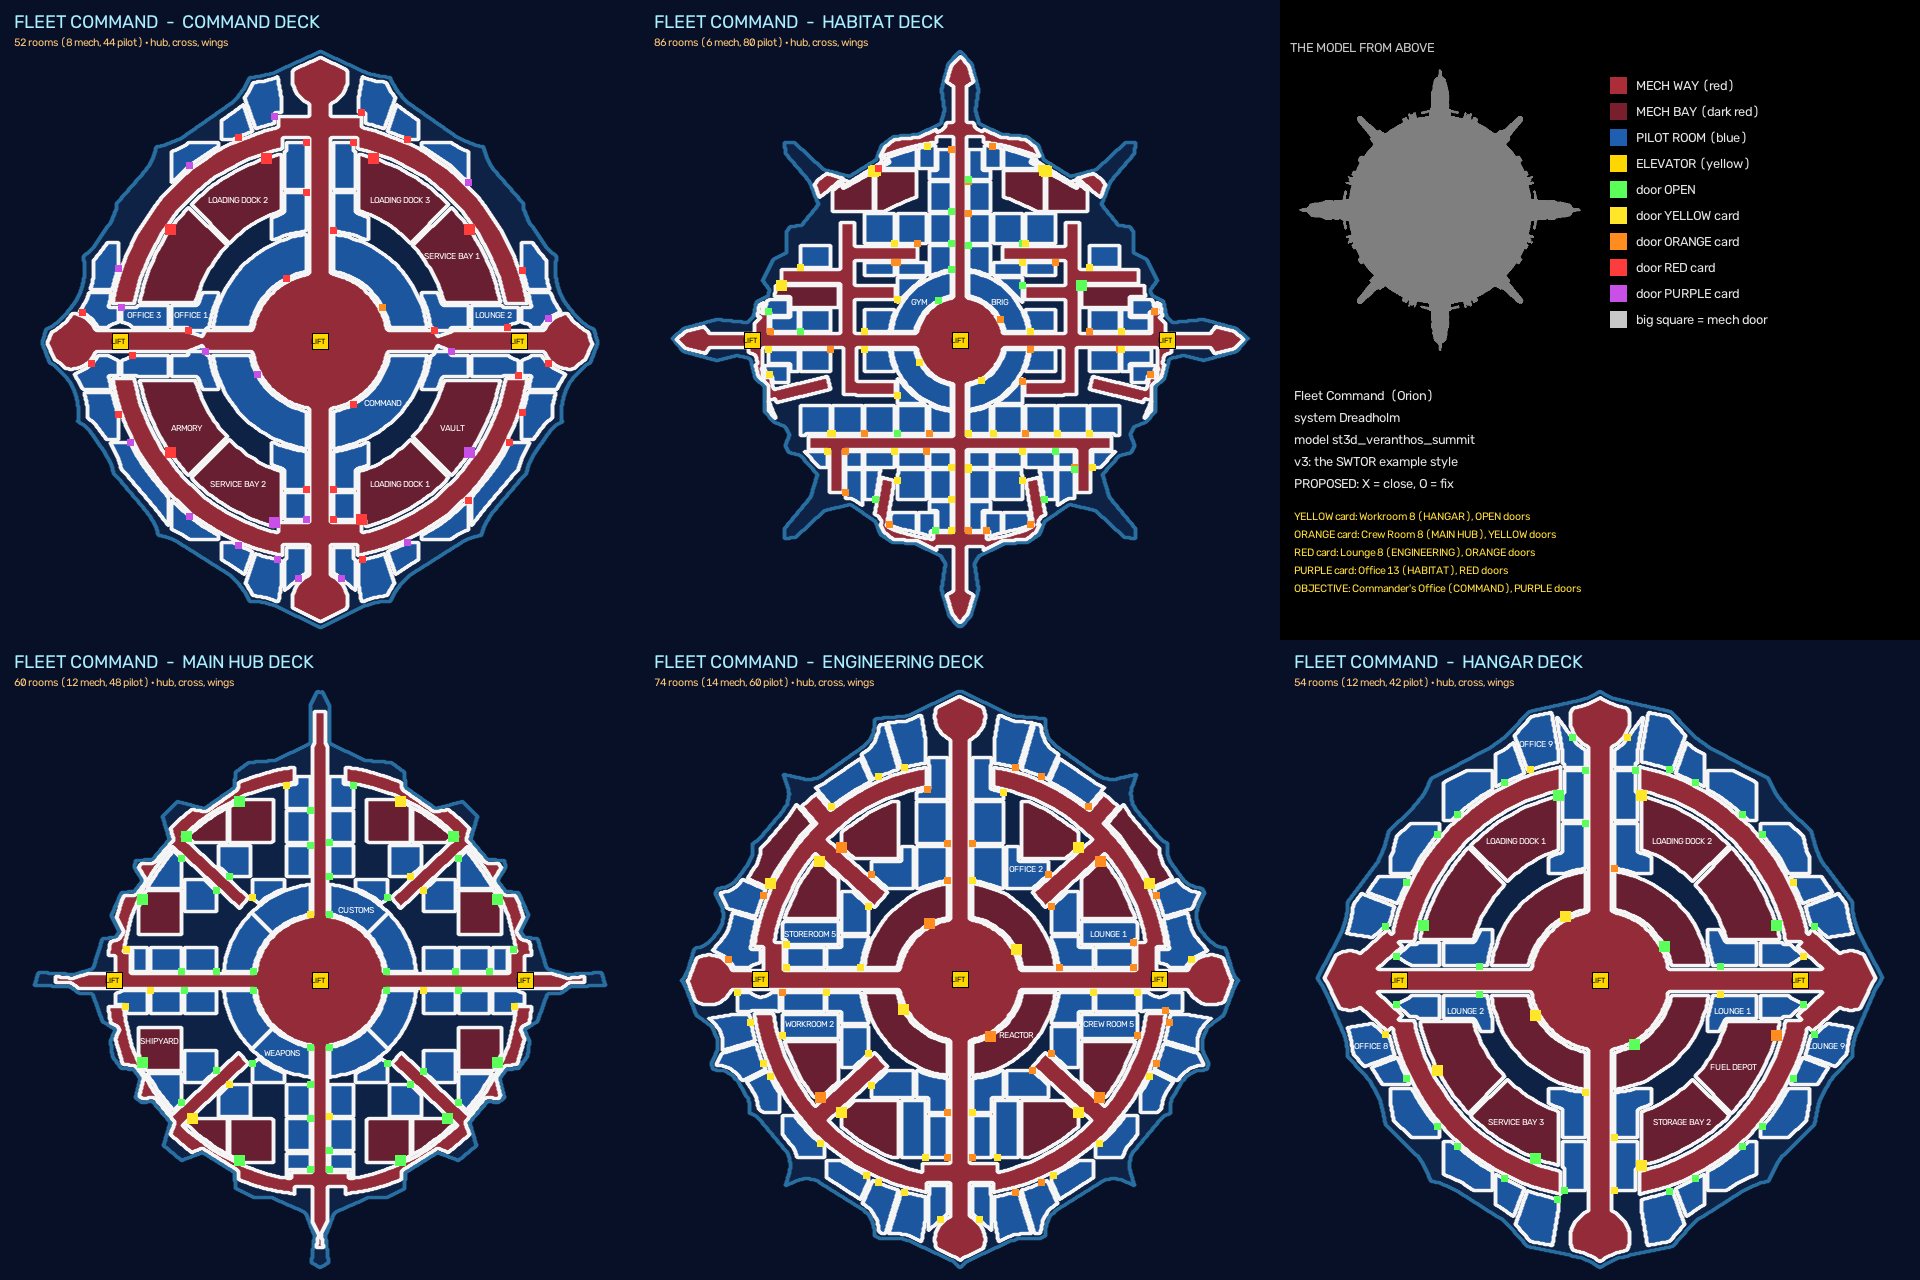 FLEET COMMAND - COMMAND DECK
52 rooms (8 mech, 44 pilot) • hub, cross, wings
LOADING DOCK 2
LOADING DOCK 3
SERVICE BAY 1
OFFICE 3
OFFICE 1
LOUNGE 2
LIFT
LIFT
LIFT
COMMAND
ARMORY
VAULT
SERVICE BAY 2
LOADING DOCK 1
FLEET COMMAND - HABITAT DECK
86 rooms (6 mech, 80 pilot) • hub, cross, wings
GYM
BRIG
LIFT
LIFT
LIFT
THE MODEL FROM ABOVE
MECH WAY (red)
MECH BAY (dark red)
PILOT ROOM (blue)
ELEVATOR (yellow)
door OPEN
door YELLOW card
door ORANGE card
door RED card
door PURPLE card
big square = mech door
Fleet Command (Orion)
system Dreadholm
model st3d_veranthos_summit
v3: the SWTOR example style
PROPOSED: X = close, O = fix
YELLOW card: Workroom 8 (HANGAR), OPEN doors
ORANGE card: Crew Room 8 (MAIN HUB), YELLOW doors
RED card: Lounge 8 (ENGINEERING), ORANGE doors
PURPLE card: Office 13 (HABITAT), RED doors
OBJECTIVE: Commander's Office (COMMAND), PURPLE doors
FLEET COMMAND - MAIN HUB DECK
60 rooms (12 mech, 48 pilot) • hub, cross, wings
CUSTOMS
LIFT
LIFT
LIFT
SHIPYARD
WEAPONS
FLEET COMMAND - ENGINEERING DECK
74 rooms (14 mech, 60 pilot) • hub, cross, wings
OFFICE 2
STOREROOM 5
LOUNGE 1
LIFT
LIFT
LIFT
WORKROOM 2
CREW ROOM 5
REACTOR
FLEET COMMAND - HANGAR DECK
54 rooms (12 mech, 42 pilot) • hub, cross, wings
OFFICE 9
LOADING DOCK 1
LOADING DOCK 2
LIFT
LIFT
LIFT
LOUNGE 2
LOUNGE 1
OFFICE 8
LOUNGE 9
FUEL DEPOT
SERVICE BAY 3
STORAGE BAY 2